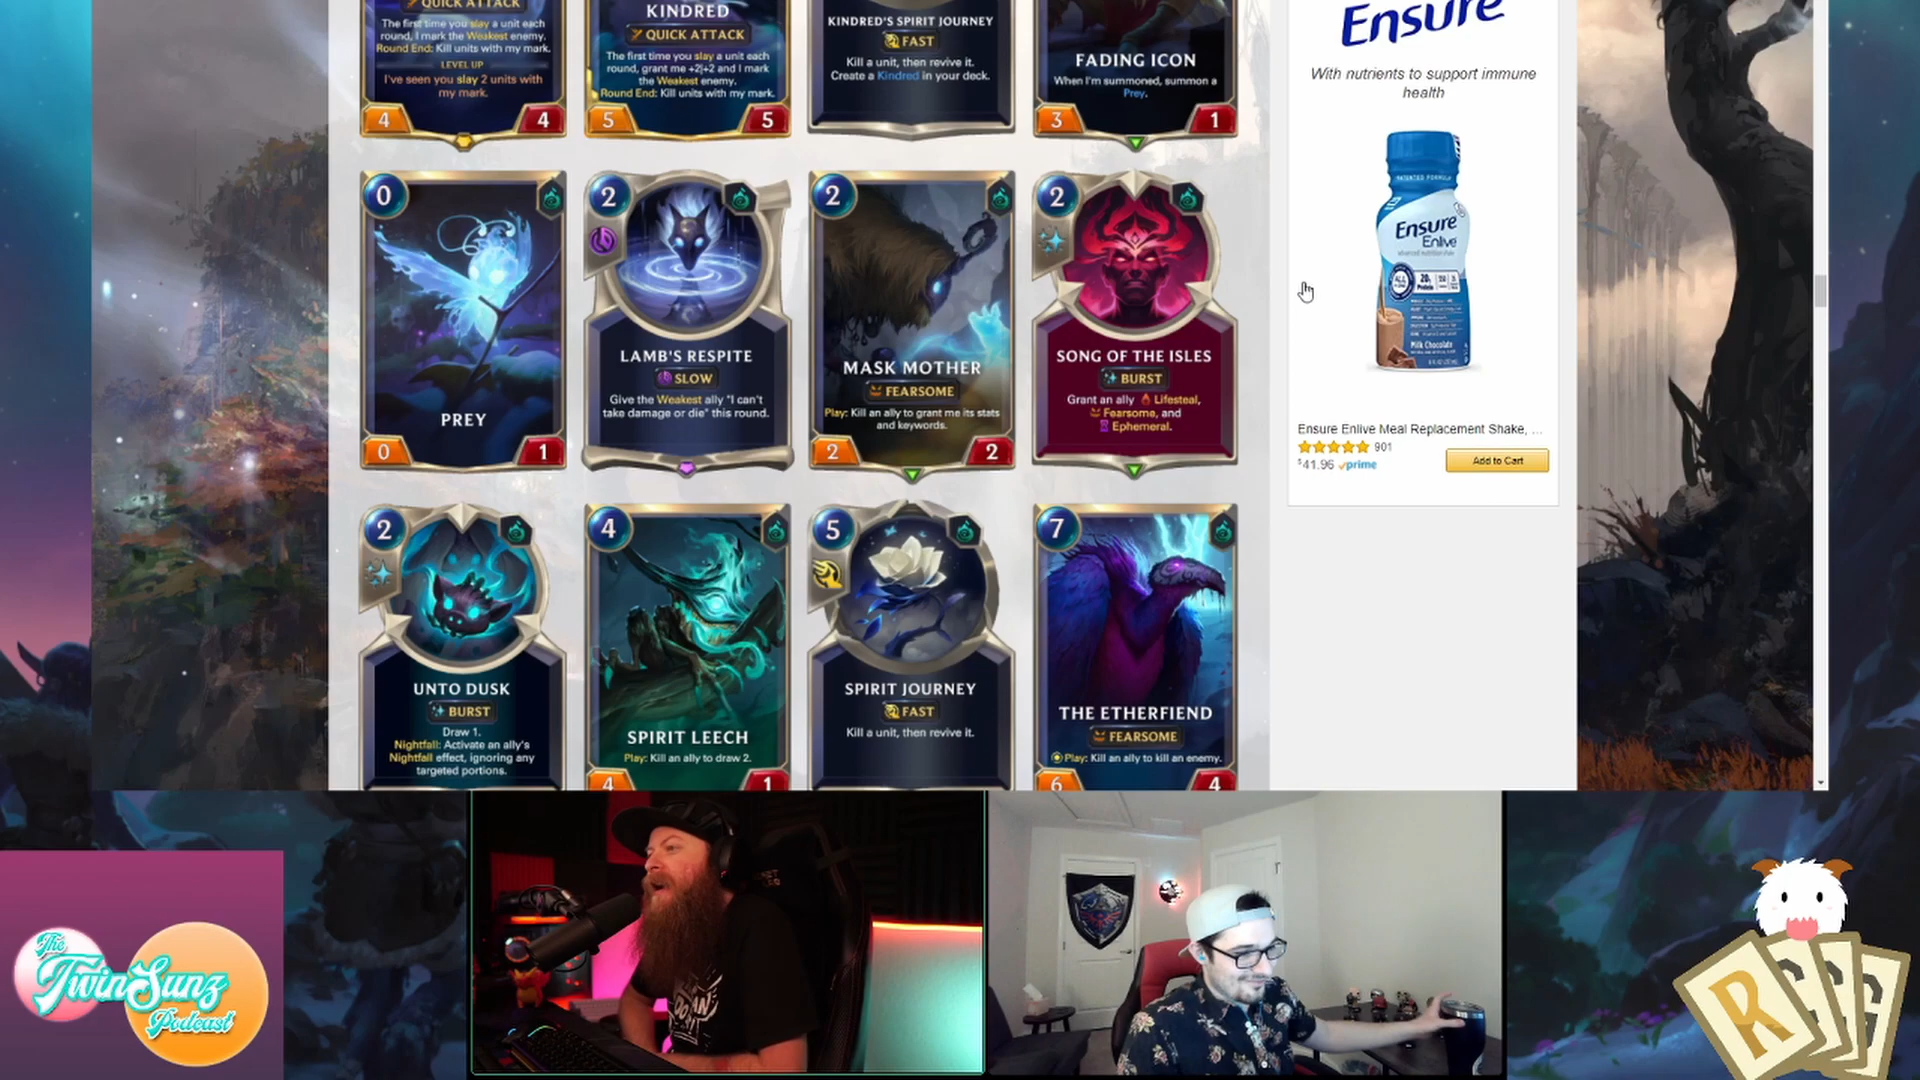 QUICK ATTACK
The first time you slay a unit each
round, I mark the Weakest enemy.
Round End: Kill units with my mark.
LEVEL UP
I've seen you slay 2 units with
my mark.
4
4
KINDRED
QUICK ATTACK
The first time you slay a unit each
round, grant me +2|+2 and I mark
the Weakest enemy.
Round End: Kill units with my mark.
5
5
KINDRED'S SPIRIT JOURNEY
FAST
Kill a unit, then revive it.
Create a Kindred in your deck.
FADING ICON
When I'm summoned, summon a
Prey.
3
1
Ensure
With nutrients to support immune
health
Ensure
Enlive
Milk Chocolate
Ensure Enlive Meal Replacement Shake, ...
901
$41.96 prime
Add to Cart
0
PREY
0
1
2
LAMB'S RESPITE
SLOW
Give the Weakest ally "I can't
take damage or die" this round.
2
MASK MOTHER
FEARSOME
Play: Kill an ally to grant me its stats
and keywords.
2
2
2
SONG OF THE ISLES
BURST
Grant an ally Lifesteal,
Fearsome, and
Ephemeral.
2
UNTO DUSK
BURST
Draw 1.
Nightfall: Activate an ally's
Nightfall effect, ignoring any
targeted portions.
4
SPIRIT LEECH
Play: Kill an ally to draw 2.
4
1
5
SPIRIT JOURNEY
FAST
Kill a unit, then revive it.
7
THE ETHERFIEND
FEARSOME
Play: Kill an ally to kill an enemy.
6
4
The
TwinSunz
Podcast
R
C
C
G